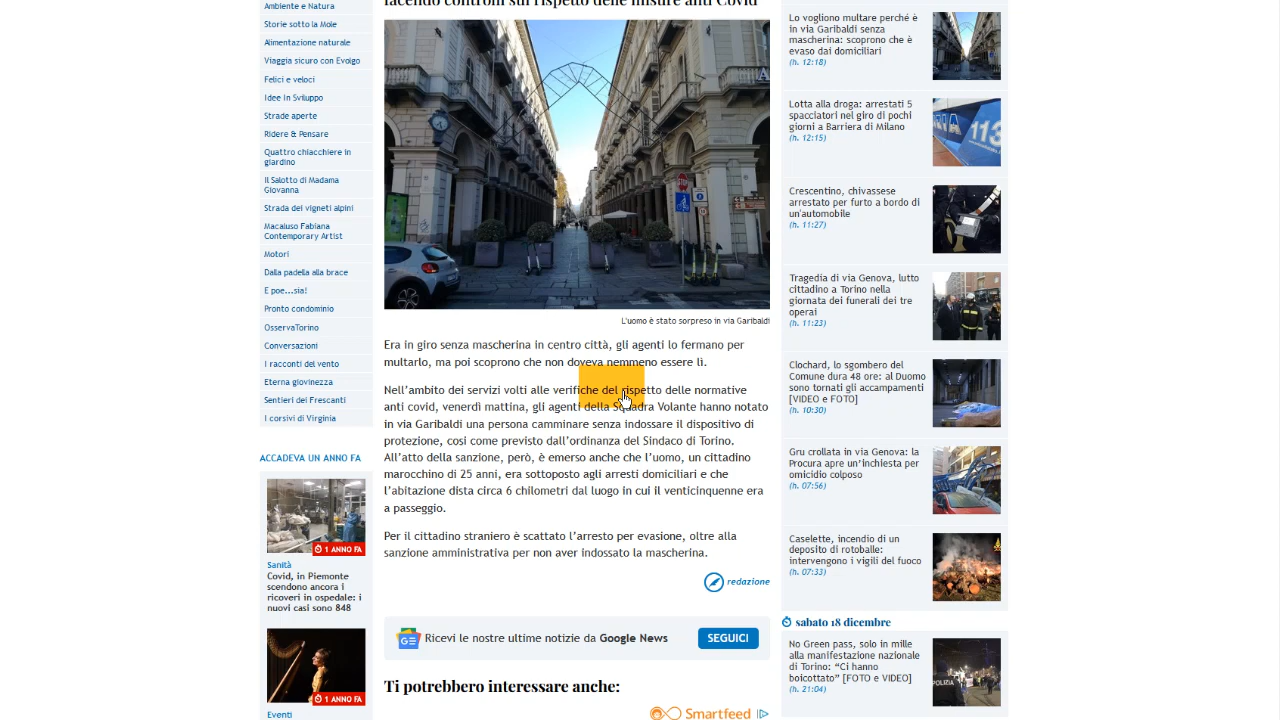 Ambiente e Natura
Storie sotto la Mole
Alimentazione naturale
Viaggia sicuro con Evolgo
Felici e veloci
Idee In Sviluppo
Strade aperte
Ridere & Pensare
Quattro chiacchiere in
giardino
Il Salotto di Madama
Giovanna
Strada dei vigneti alpini
Macaluso Fabiana
Contemporary Artist
Motori
Dalla padella alla brace
E poe...sia!
Pronto condominio
OsservaTorino
Conversazioni
I racconti del vento
Eterna giovinezza
Sentieri dei Frescanti
I corsivi di Virginia
ACCADEVA UN ANNO FA
1 ANNO FA
Sanità
Covid, in Piemonte
scendono ancora i
ricoveri in ospedale: i
nuovi casi sono 848
1 ANNO FA
Eventi
facendo controlli sul rispetto delle misure anti Covid
L'uomo è stato sorpreso in via Garibaldi
Era in giro senza mascherina in centro città, gli agenti lo fermano per
multarlo, ma poi scoprono che non doveva nemmeno essere lì.
Nell'ambito dei servizi volti alle verifiche del rispetto delle normative
anti covid, venerdì mattina, gli agenti della Squadra Volante hanno notato
in via Garibaldi una persona camminare senza indossare il dispositivo di
protezione, così come previsto dall'ordinanza del Sindaco di Torino.
All'atto della sanzione, però, è emerso anche che l'uomo, un cittadino
marocchino di 25 anni, era sottoposto agli arresti domiciliari e che
l'abitazione dista circa 6 chilometri dal luogo in cui il venticinquenne era
a passeggio.
Per il cittadino straniero è scattato l'arresto per evasione, oltre alla
sanzione amministrativa per non aver indossato la mascherina.
redazione
Ricevi le nostre ultime notizie da Google News
SEGUICI
Ti potrebbero interessare anche:
Smartfeed
Lo vogliono multare perché è
in via Garibaldi senza
mascherina: scoprono che è
evaso dai domiciliari
(h. 12:18)
Lotta alla droga: arrestati 5
spacciatori nel giro di pochi
giorni a Barriera di Milano
(h. 12:15)
113
Crescentino, chivassese
arrestato per furto a bordo di
un'automobile
(h. 11:27)
Tragedia di via Genova, lutto
cittadino a Torino nella
giornata dei funerali dei tre
operai
(h. 11:23)
Clochard, lo sgombero del
Comune dura 48 ore: al Duomo
sono tornati gli accampamenti
[VIDEO e FOTO]
(h. 10:30)
Gru crollata in via Genova: la
Procura apre un'inchiesta per
omicidio colposo
(h. 07:56)
Caselette, incendio di un
deposito di rotoballe:
intervengono i vigili del fuoco
(h. 07:33)
sabato 18 dicembre
No Green pass, solo in mille
alla manifestazione nazionale
di Torino: “Ci hanno
boicottato” [FOTO e VIDEO]
(h. 21:04)
POLIZIA